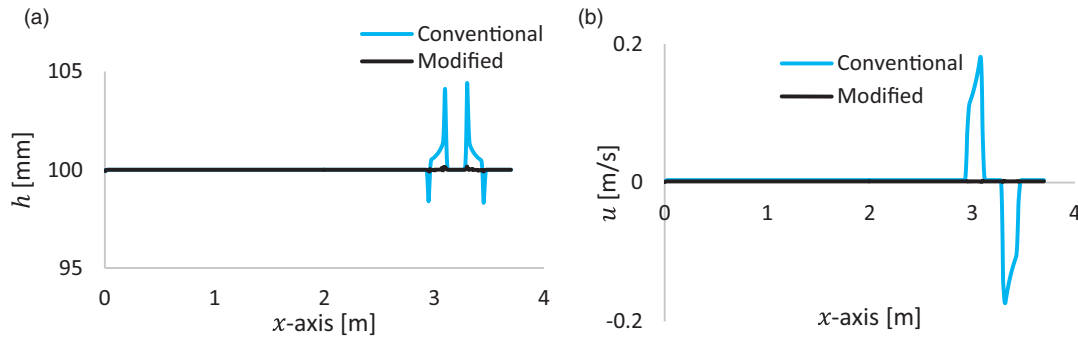 (a)
Conventional
Modified
105
100
95
h [mm]
0 1 2 3 4
x-axis [m]
(b)
0.2
Conventional
Modified
0
-0.2
u [m/s]
0 1 2 3 4
x-axis [m]